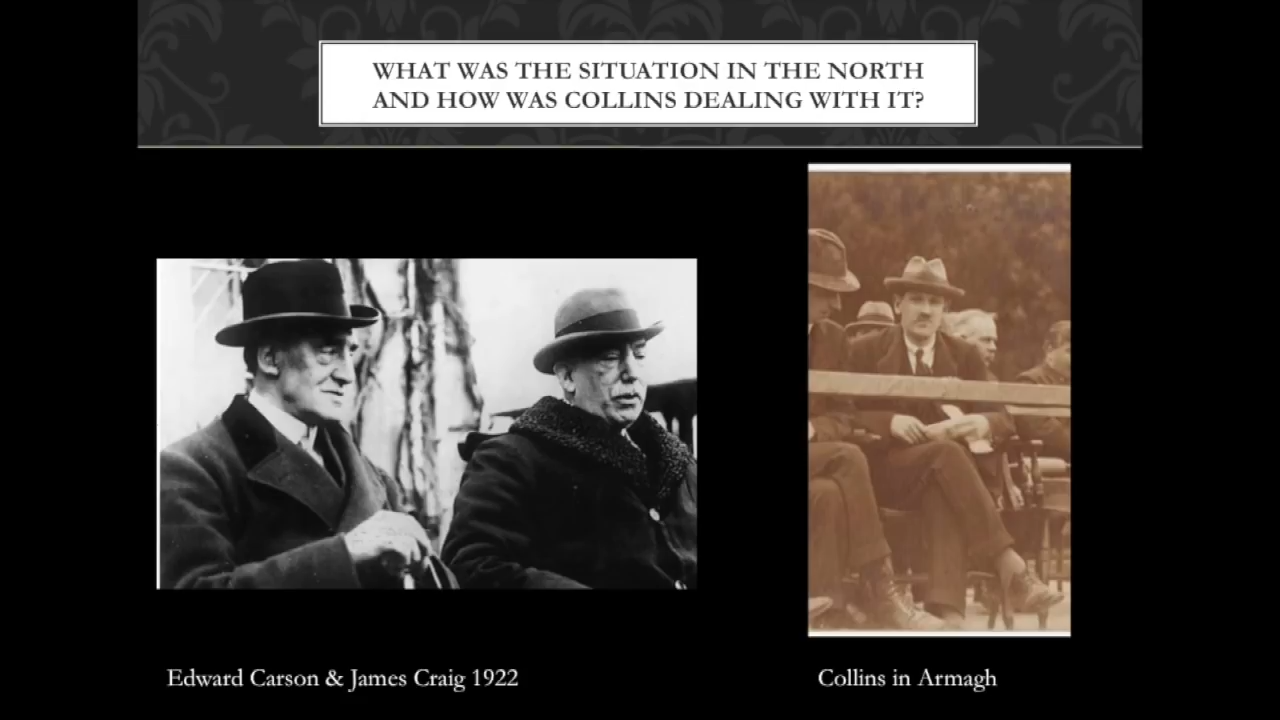 WHAT WAS THE SITUATION IN THE NORTH
AND HOW WAS COLLINS DEALING WITH IT?
Edward Carson & James Craig 1922
Collins in Armagh